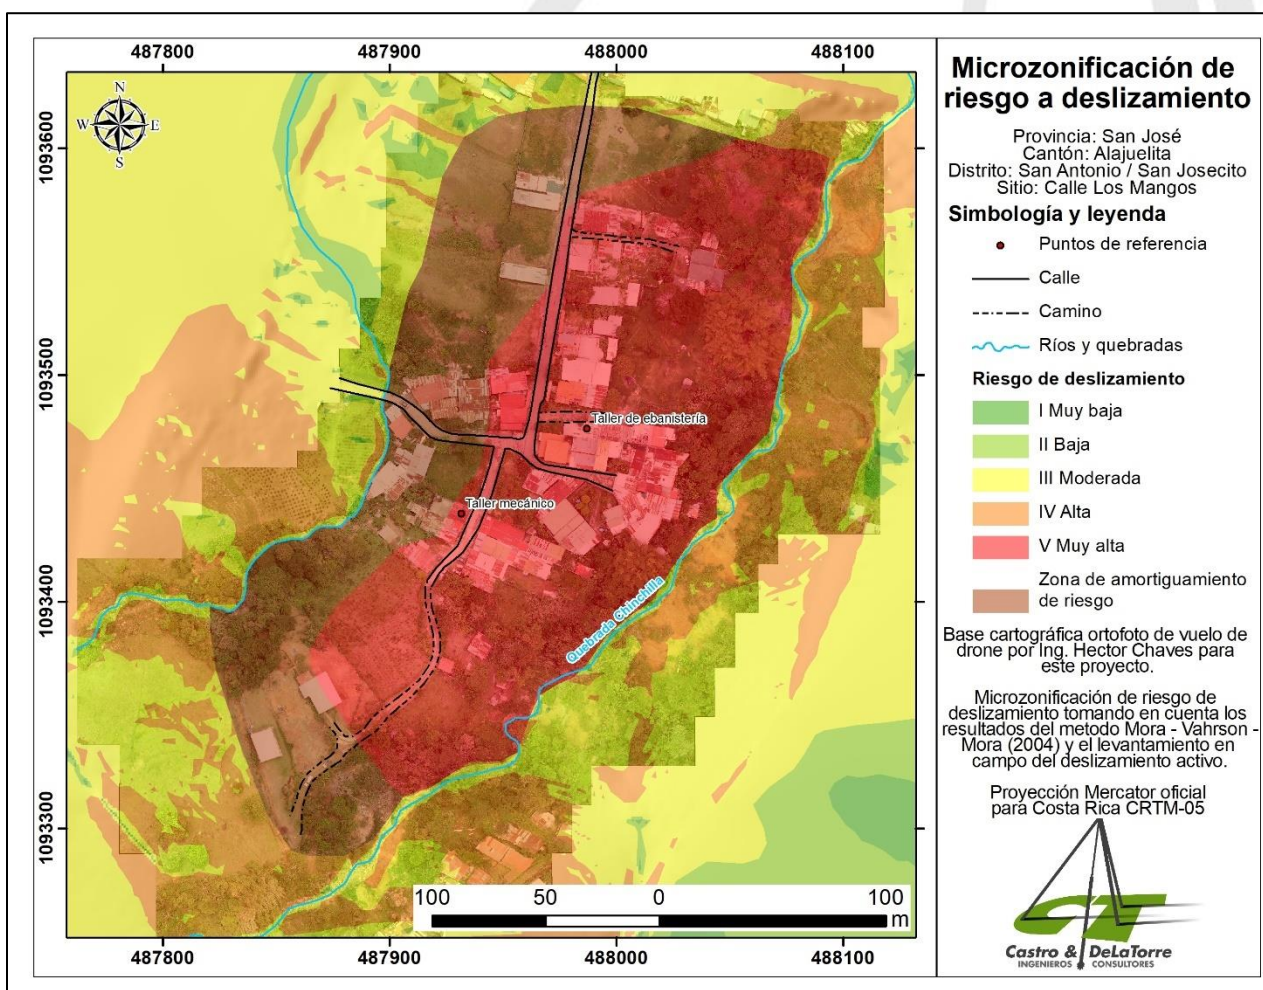 487800 487900 488000 488100
1093600
1093500
1093400
1093300
N
W E
S
Taller de ebanistería
Taller mecánico
Quebrada Chinchilla
100 50 0 100
m
487800 487900 488000 488100
Microzonificación de
riesgo a deslizamiento
Provincia: San José
Cantón: Alajuelita
Distrito: San Antonio / San Josecito
Sitio: Calle Los Mangos
Simbología y leyenda
Puntos de referencia
Calle
Camino
Ríos y quebradas
Riesgo de deslizamiento
I Muy baja
II Baja
III Moderada
IV Alta
V Muy alta
Zona de amortiguamiento
de riesgo
Base cartográfica ortofoto de vuelo de
drone por Ing. Hector Chaves para
este proyecto.
Microzonificación de riesgo de
deslizamiento tomando en cuenta los
resultados del metodo Mora - Vahrson -
Mora (2004) y el levantamiento en
campo del deslizamiento activo.
Proyección Mercator oficial
para Costa Rica CRTM-05
Castro & DeLaTorre
INGENIEROS CONSULTORES